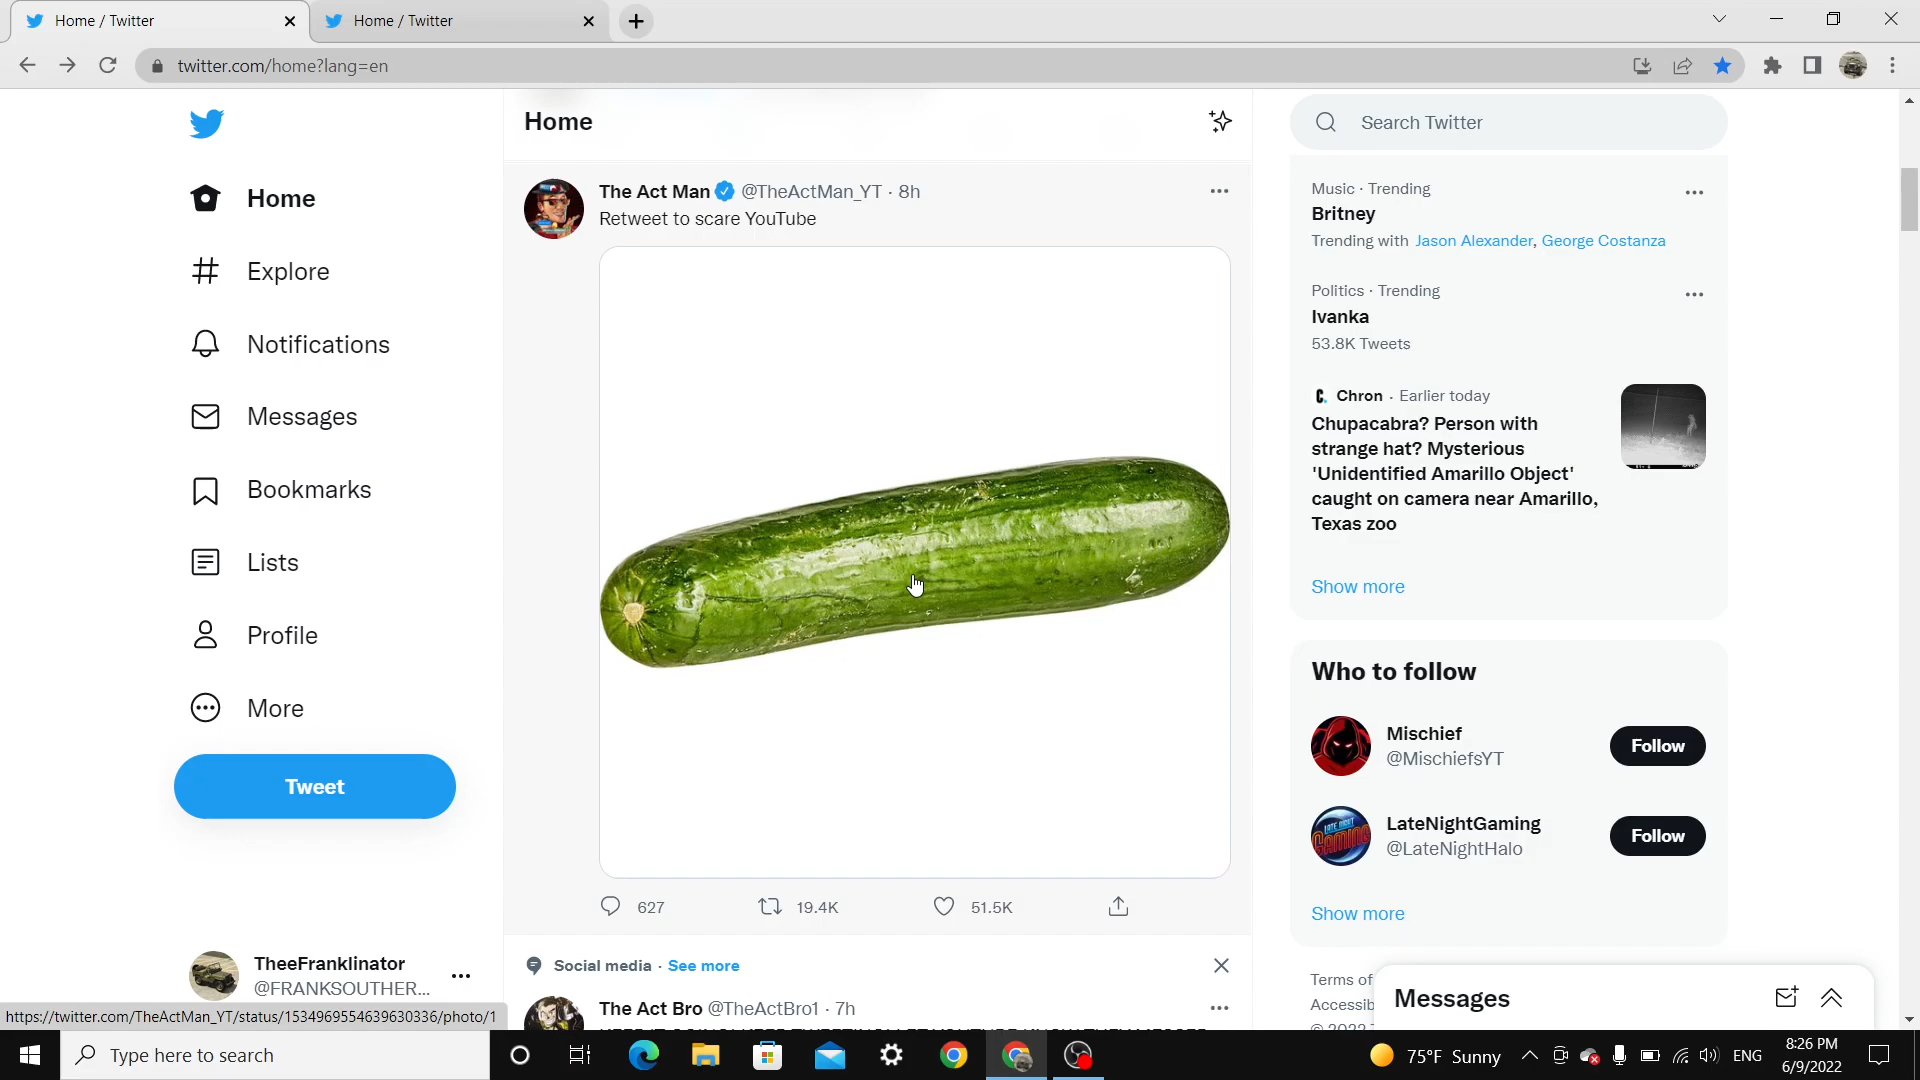 Home / Twitter
Home / Twitter
twitter.com/home?lang=en
Home
Explore
Notifications
Messages
Bookmarks
Lists
Profile
More
Tweet
TheeFranklinator
@FRANKSOUTHER...
https://twitter.com/TheActMan_YT/status/1534969554639630336/photo/1
Home
The Act Man @TheActMan_YT · 8h
Retweet to scare YouTube
627 19.4K 51.5K
Social media · See more
The Act Bro @TheActBro1 · 7h
Search Twitter
Music · Trending
Britney
Trending with Jason Alexander, George Costanza
Politics · Trending
Ivanka
53.8K Tweets
Chron · Earlier today
Chupacabra? Person with
strange hat? Mysterious
'Unidentified Amarillo Object'
caught on camera near Amarillo,
Texas zoo
Show more
Who to follow
Mischief
@MischiefsYT
Follow
LateNightGaming
@LateNightHalo
Follow
Show more
Terms of
Accessib
© 2022
Messages
Type here to search
75°F Sunny
ENG
8:26 PM
6/9/2022